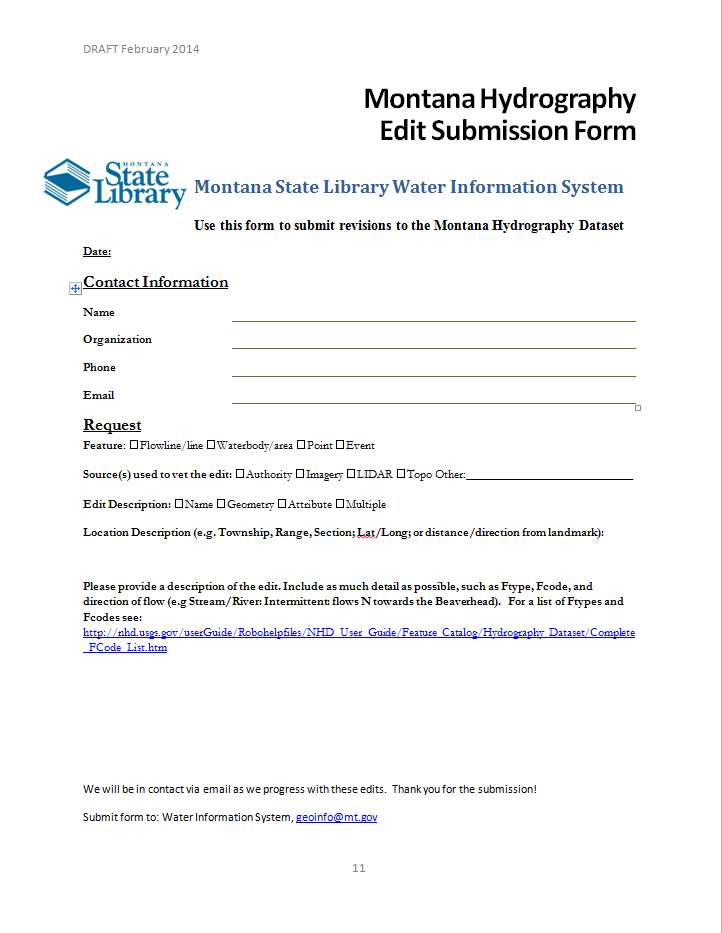 DRAFT February 2014
Montana Hydrography
Edit Submission Form
MONTANA
State
Library
Montana State Library Water Information System
Use this form to submit revisions to the Montana Hydrography Dataset
Date:
Contact Information
Name
Organization
Phone
Email
Request
Feature: ☐Flowline/line ☐Waterbody/area ☐Point ☐Event
Source(s) used to vet the edit: ☐Authority ☐Imagery ☐LIDAR ☐Topo Other:
Edit Description: ☐Name ☐Geometry ☐Attribute ☐Multiple
Location Description (e.g. Township, Range, Section; Lat/Long; or distance/direction from landmark):
Please provide a description of the edit. Include as much detail as possible, such as Ftype, Fcode, and
direction of flow (e.g Stream/River: Intermittent flows N towards the Beaverhead). For a list of Ftypes and
Fcodes see:
http://nhd.usgs.gov/userGuide/Robohelpfiles/NHD_User_Guide/Feature_Catalog/Hydrography_Dataset/Complete
_FCode_List.htm
We will be in contact via email as we progress with these edits. Thank you for the submission!
Submit form to: Water Information System, geoinfo@mt.gov
11